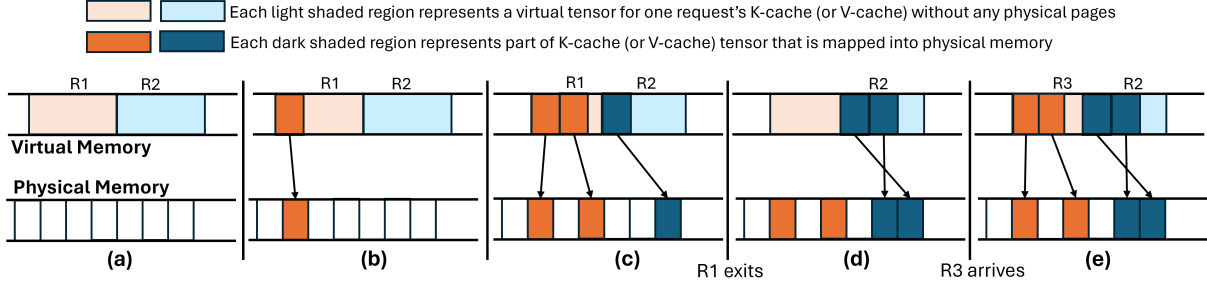 Each light shaded region represents a virtual tensor for one request's K-cache (or V-cache) without any physical pages
Each dark shaded region represents part of K-cache (or V-cache) tensor that is mapped into physical memory
R1 R2
R1 R2
R1 R2
R2
R3 R2
Virtual Memory
Physical Memory
(a)
(b)
(c)
(d)
(e)
R1 exits
R3 arrives